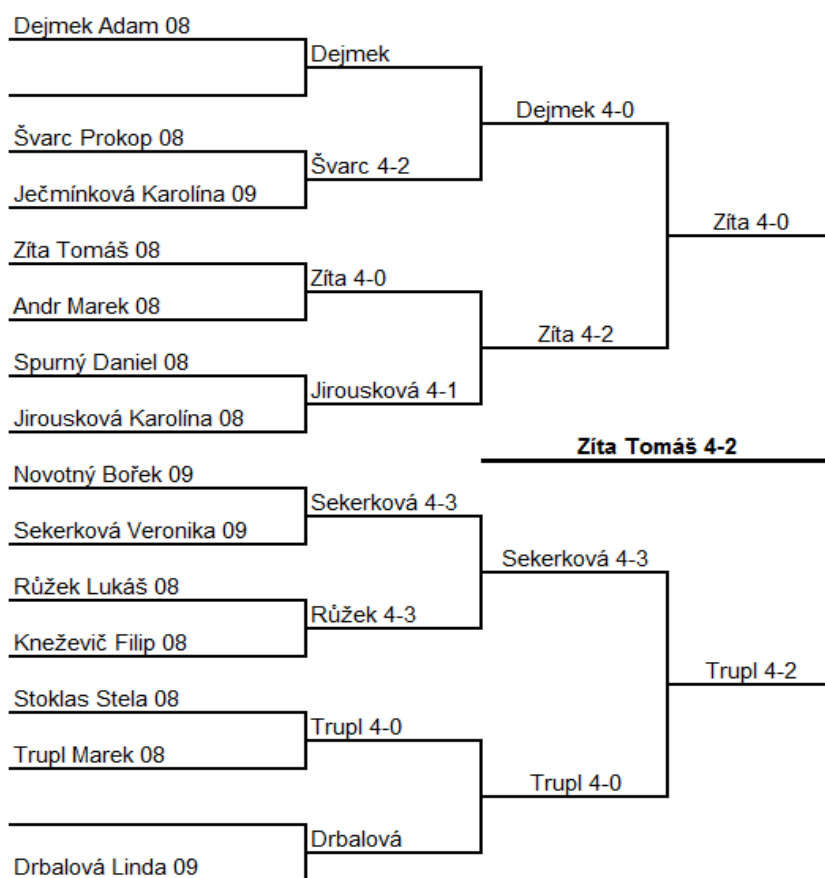 Dejmek Adam 08
Dejmek
Dejmek 4-0
Švarc Prokop 08
Švarc 4-2
Ječmínková Karolína 09
Zíta 4-0
Zíta Tomáš 08
Zíta 4-0
Andr Marek 08
Zíta 4-2
Spurný Daniel 08
Jirousková 4-1
Jirousková Karolína 08
Zíta Tomáš 4-2
Novotný Bořek 09
Sekerková 4-3
Sekerková Veronika 09
Sekerková 4-3
Růžek Lukáš 08
Růžek 4-3
Kneževič Filip 08
Trupl 4-2
Stoklas Stela 08
Trupl 4-0
Trupl Marek 08
Trupl 4-0
Drbalová
Drbalová Linda 09